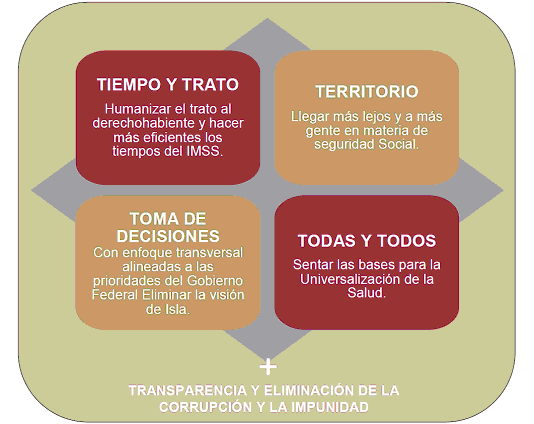 TIEMPO Y TRATO
Humanizar el trato al
derechohabiente y hacer
más eficientes los
tiempos del IMSS.
TERRITORIO
Llegar más lejos y a más
gente en materia de
seguridad Social.
TOMA DE
DECISIONES
Con enfoque transversal
alineadas a las
prioridades del Gobierno
Federal Eliminar la visión
de Isla.
TODAS Y TODOS
Sentar las bases para la
Universalización de la
Salud.
+
TRANSPARENCIA Y ELIMINACIÓN DE LA
CORRUPCIÓN Y LA IMPUNIDAD